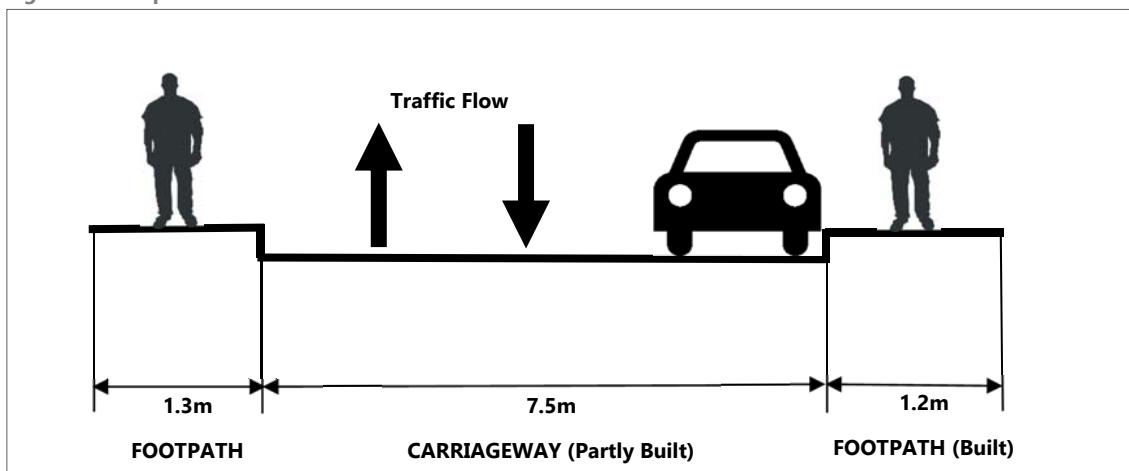 Traffic Flow
1.3m
7.5m
1.2m
FOOTPATH
CARRIAGEWAY (Partly Built)
FOOTPATH (Built)